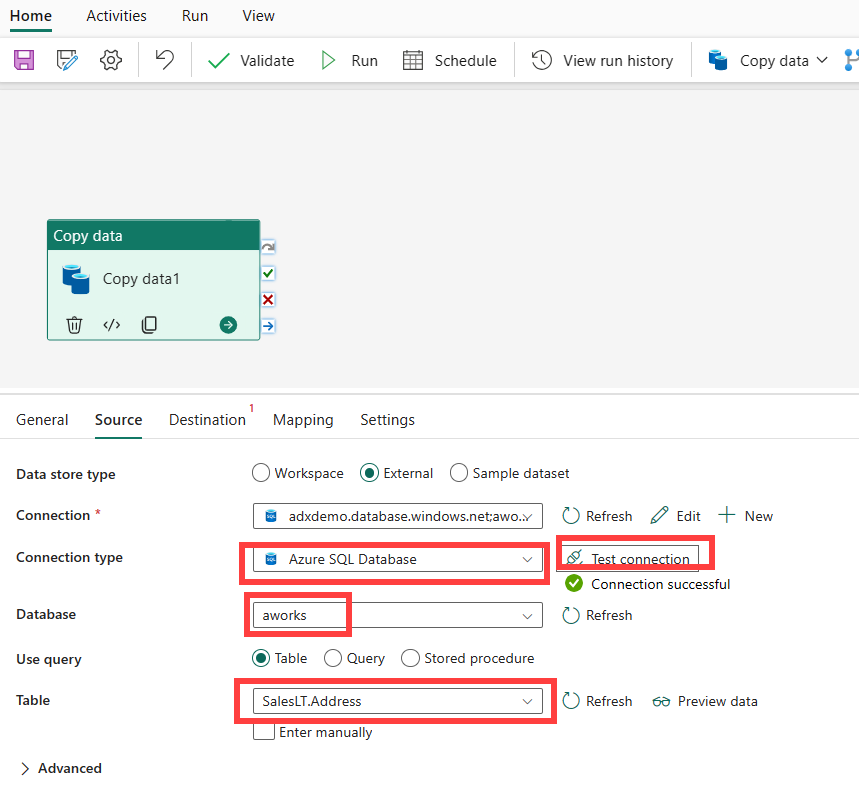 Home Activities Run View
Validate Run Schedule View run history Copy data
Copy data
Copy data1
General Source Destination 1 Mapping Settings
Data store type Workspace External Sample dataset
Connection * adxdemo.database.windows.net;awo... Refresh Edit New
Connection type Azure SQL Database Test connection
Connection successful
Database aworks Refresh
Use query Table Query Stored procedure
Table SalesLT.Address Refresh Preview data
Enter manually
Advanced